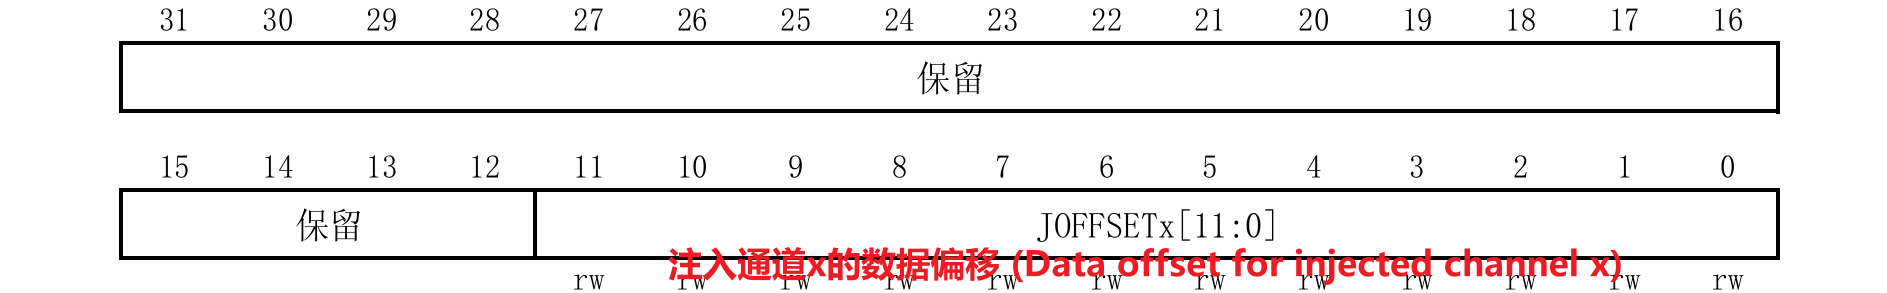 31 30 29 28 27 26 25 24 23 22 21 20 19 18 17 16
保留
15 14 13 12 11 10 9 8 7 6 5 4 3 2 1 0
保留 JOFFSETx[11:0]
注入通道x的数据偏移 (Data offset for injected channel x)
rw rw rw rw rw rw rw rw rw rw rw rw